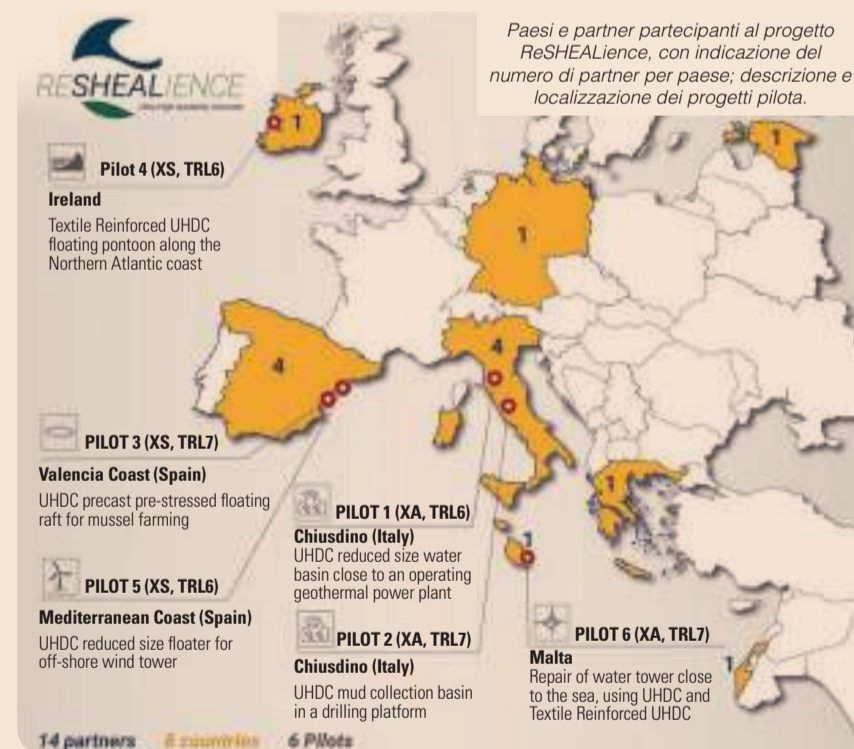 Paesi e partner partecipanti al progetto
ReSHEALience, con indicazione del
numero di partner per paese; descrizione e
localizzazione dei progetti pilota.
RESHEALIENCE
1
1
1
4
4
1
1
1
Pilot 4 (XS, TRL6)
Ireland
Textile Reinforced UHDC
floating pontoon along the
Northern Atlantic coast
PILOT 3 (XS, TRL7)
Valencia Coast (Spain)
UHDC precast pre-stressed floating
raft for mussel farming
PILOT 5 (XS, TRL6)
Mediterranean Coast (Spain)
UHDC reduced size floater for
off-shore wind tower
PILOT 1 (XA, TRL6)
Chiusdino (Italy)
UHDC reduced size water
basin close to an operating
geothermal power plant
PILOT 2 (XA, TRL7)
Chiusdino (Italy)
UHDC mud collection basin
in a drilling platform
PILOT 6 (XA, TRL7)
Malta
Repair of water tower close
to the sea, using UHDC and
Textile Reinforced UHDC
14 partners countries 6 Pilots